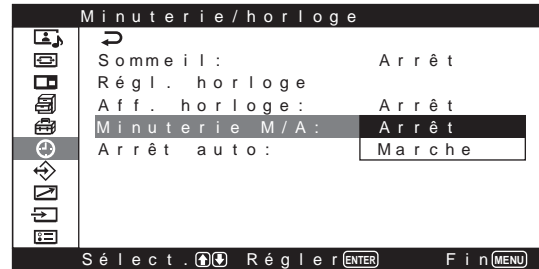 Minuterie/horloge
Sommeil: Arrêt
Régl. horloge
Aff. horloge: Arrêt
Minuterie M/A: Arrêt
Arrêt auto: Marche
Sélect. Régler ENTER Fin MENU